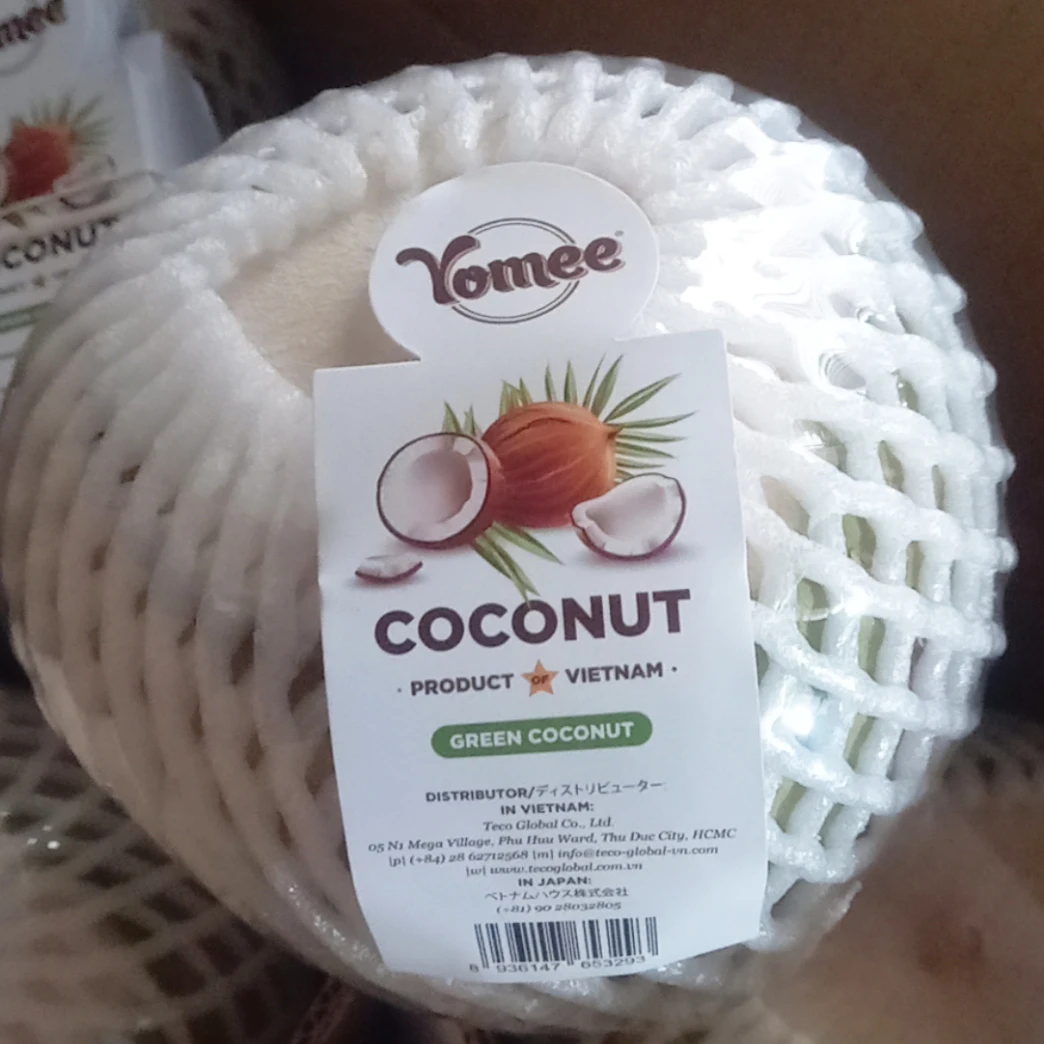 Yomee
COCONUT
PRODUCT OF VIETNAM
GREEN COCONUT
DISTRIBUTOR/ディストリビューター:
IN VIETNAM:
Teco Global Co., Ltd.
05 N1 Mega Village, Phu Huu Ward, Thu Duc City, HCMC
|p| (+84) 28 62712568 |m| info@teco-global-vn.com
|w| www.tecoglobal.com.vn
IN JAPAN:
ベトナムハウス株式会社
(+81) 90 28032805
8 936147 653293
mee
CONUT